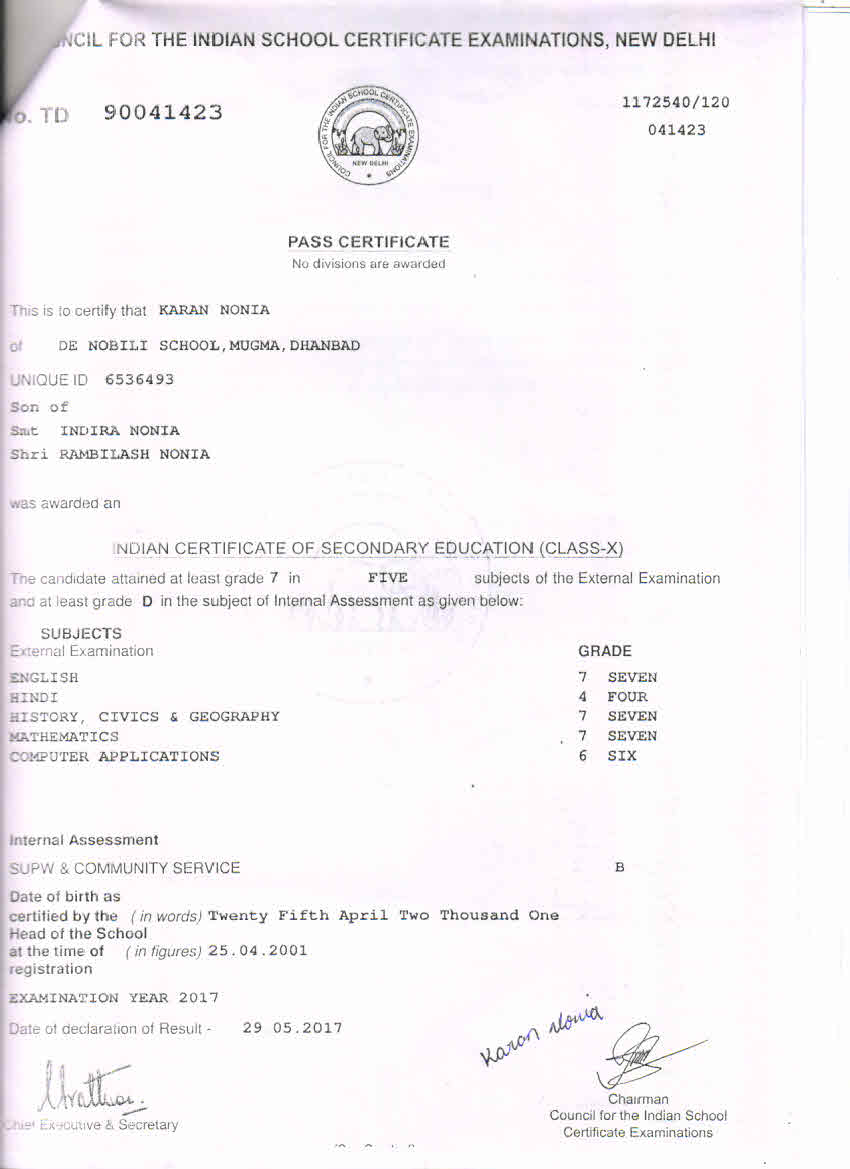 NCIL FOR THE INDIAN SCHOOL CERTIFICATE EXAMINATIONS, NEW DELHI
No. TD 90041423
1172540/120
041423
COUNCIL FOR THE INDIAN SCHOOL CERTIFICATE EXAMINATIONS
NEW DELHI
PASS CERTIFICATE
No divisions are awarded
This is to certify that KARAN NONIA
of DE NOBILI SCHOOL,MUGMA,DHANBAD
UNIQUE ID 6536493
Son of
Smt INDIRA NONIA
Shri RAMBILASH NONIA
was awarded an
INDIAN CERTIFICATE OF SECONDARY EDUCATION (CLASS-X)
The candidate attained at least grade 7 in FIVE subjects of the External Examination
and at least grade D in the subject of Internal Assessment as given below:
SUBJECTS
External Examination GRADE
ENGLISH 7 SEVEN
HINDI 4 FOUR
HISTORY, CIVICS & GEOGRAPHY 7 SEVEN
MATHEMATICS 7 SEVEN
COMPUTER APPLICATIONS 6 SIX
Internal Assessment
SUPW & COMMUNITY SERVICE B
Date of birth as
certified by the (in words) Twenty Fifth April Two Thousand One
Head of the School
at the time of (in figures) 25.04.2001
registration
EXAMINATION YEAR 2017
Date of declaration of Result - 29 05.2017
Karan Nonia
Chief Executive & Secretary
Chairman
Council for the Indian School
Certificate Examinations